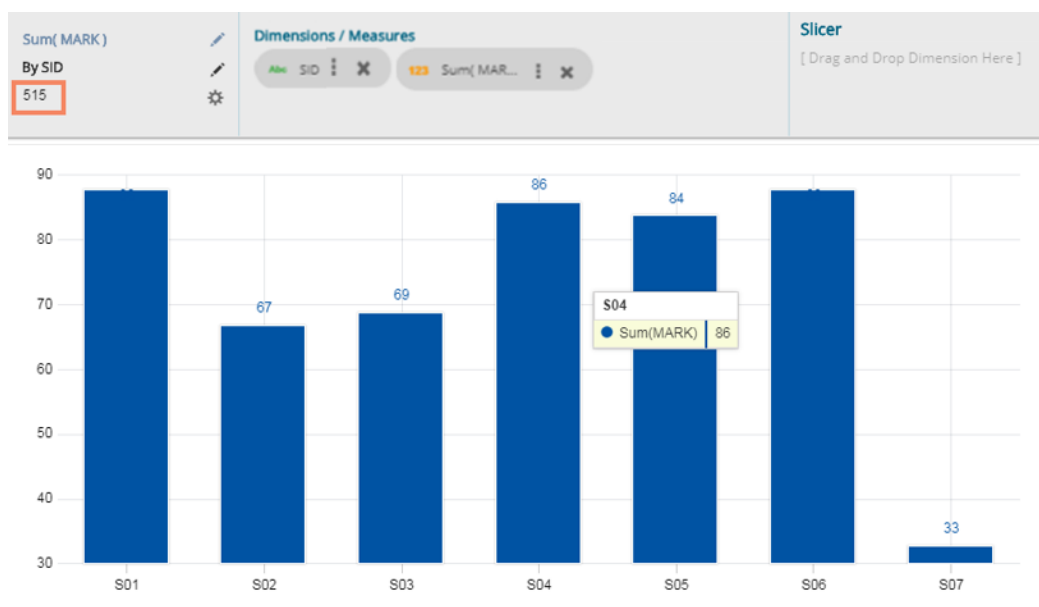 Sum( MARK )
By SID
515
Dimensions / Measures
Abc SID
123 Sum( MAR...
Slicer
[ Drag and Drop Dimension Here ]
90
80
70
60
50
40
30
67
69
86
84
33
S04
Sum(MARK) 86
S01 S02 S03 S04 S05 S06 S07